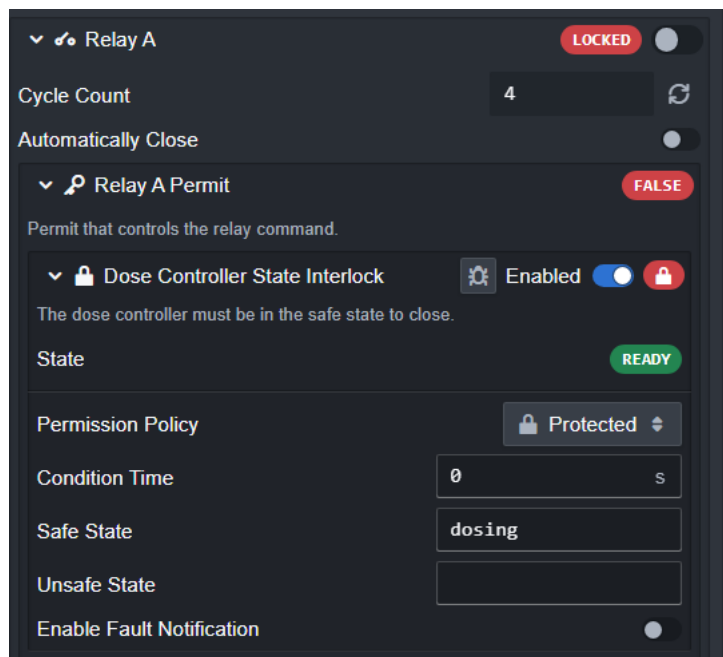 Relay A LOCKED
Cycle Count 4
Automatically Close
Relay A Permit FALSE
Permit that controls the relay command.
Dose Controller State Interlock Enabled
The dose controller must be in the safe state to close.
State READY
Permission Policy Protected
Condition Time 0 s
Safe State dosing
Unsafe State
Enable Fault Notification